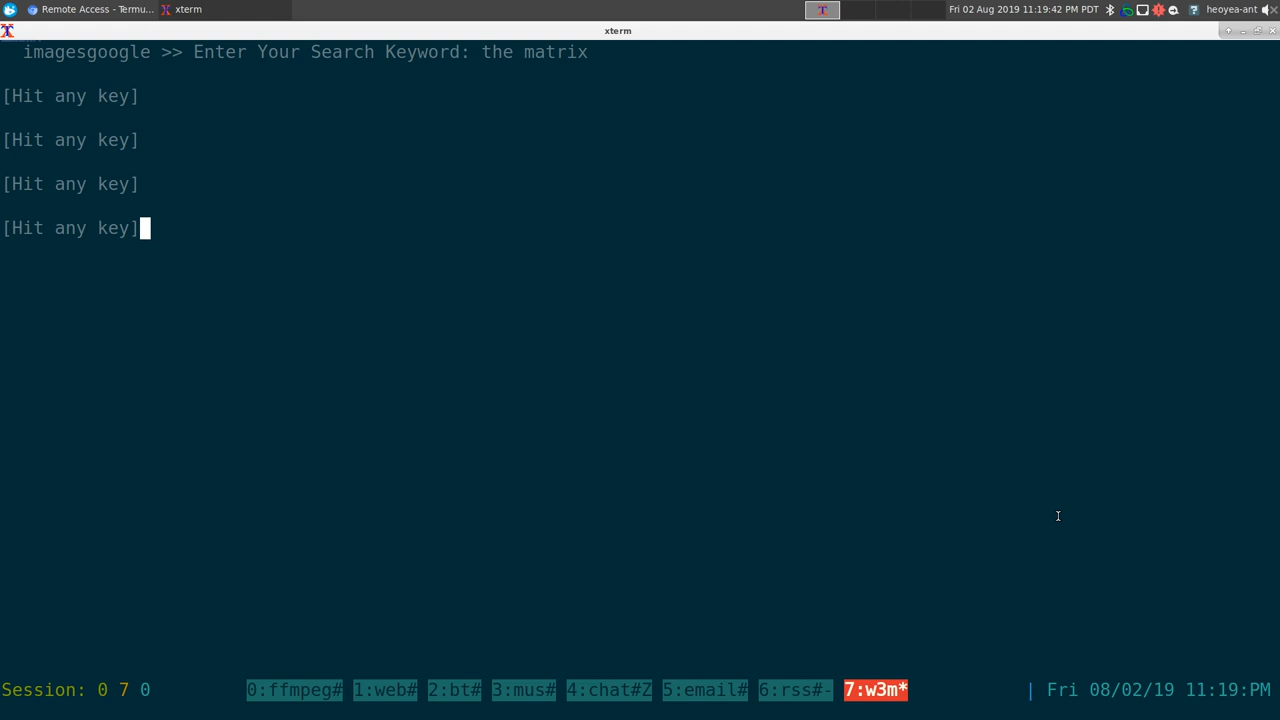 Remote Access - Termu...
xterm
Fri 02 Aug 2019 11:19:42 PM PDT
heoyea-ant
xterm
imagesgoogle >> Enter Your Search Keyword: the matrix
[Hit any key]
[Hit any key]
[Hit any key]
[Hit any key]
Session: 0 7 0 0:ffmpeg# 1:web# 2:bt# 3:mus# 4:chat#Z 5:email# 6:rss#- 7:w3m* | Fri 08/02/19 11:19:PM